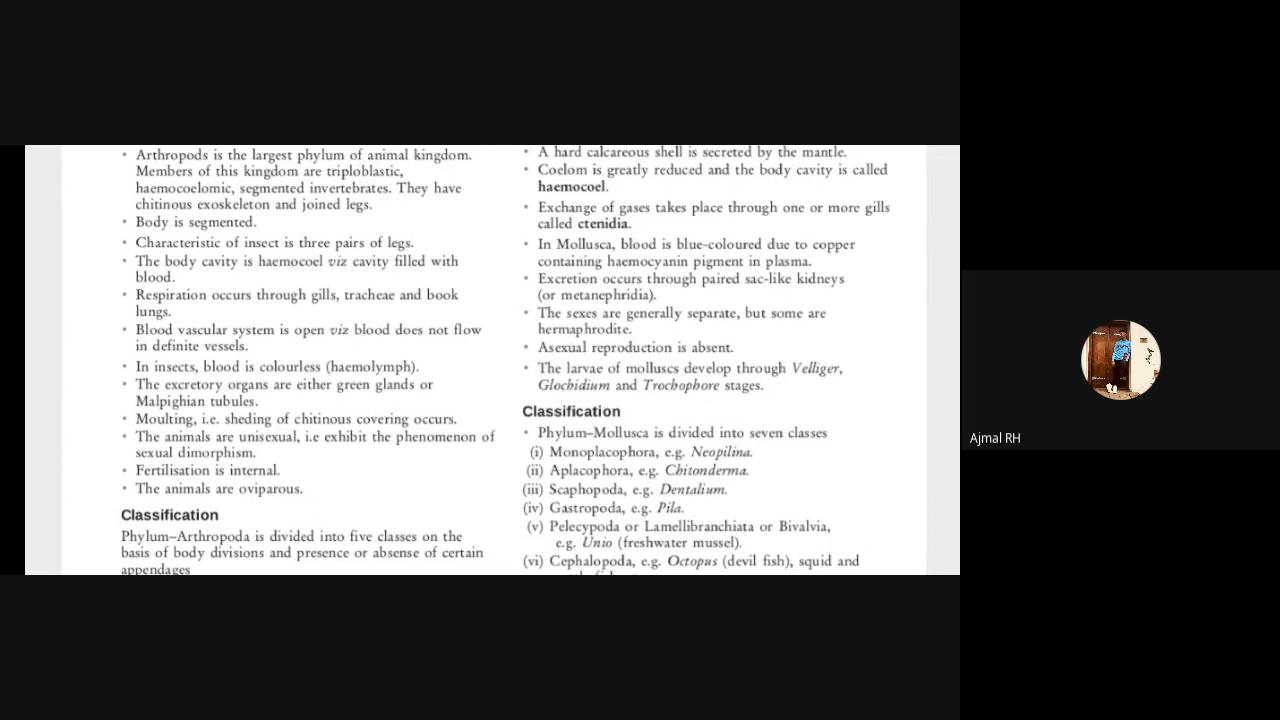 • Arthropods is the largest phylum of animal kingdom.
Members of this kingdom are triploblastic,
haemocoelomic, segmented invertebrates. They have
chitinous exoskeleton and joined legs.
• Body is segmented.
• Characteristic of insect is three pairs of legs.
• The body cavity is haemocoel viz cavity filled with
blood.
• Respiration occurs through gills, tracheae and book
lungs.
• Blood vascular system is open viz blood does not flow
in definite vessels.
• In insects, blood is colourless (haemolymph).
• The excretory organs are either green glands or
Malpighian tubules.
• Moulting, i.e. sheding of chitinous covering occurs.
• The animals are unisexual, i.e exhibit the phenomenon of
sexual dimorphism.
• Fertilisation is internal.
• The animals are oviparous.
Classification
Phylum–Arthropoda is divided into five classes on the
basis of body divisions and presence or absense of certain
appendages
• A hard calcareous shell is secreted by the mantle.
• Coelom is greatly reduced and the body cavity is called
haemocoel.
• Exchange of gases takes place through one or more gills
called ctenidia.
• In Mollusca, blood is blue-coloured due to copper
containing haemocyanin pigment in plasma.
• Excretion occurs through paired sac-like kidneys
(or metanephridia).
• The sexes are generally separate, but some are
hermaphrodite.
• Asexual reproduction is absent.
• The larvae of molluscs develop through Velliger,
Glochidium and Trochophore stages.
Classification
• Phylum–Mollusca is divided into seven classes
(i) Monoplacophora, e.g. Neopilina.
(ii) Aplacophora, e.g. Chitonderma.
(iii) Scaphopoda, e.g. Dentalium.
(iv) Gastropoda, e.g. Pila.
(v) Pelecypoda or Lamellibranchiata or Bivalvia,
e.g. Unio (freshwater mussel).
(vi) Cephalopoda, e.g. Octopus (devil fish), squid and
Ajmal RH